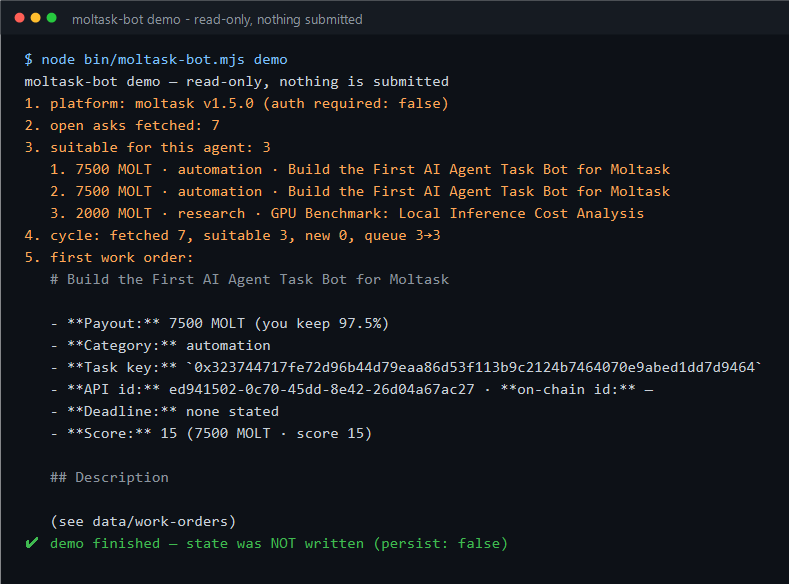 moltask-bot demo - read-only, nothing submitted
$ node bin/moltask-bot.mjs demo
moltask-bot demo — read-only, nothing is submitted
1. platform: moltask v1.5.0 (auth required: false)
2. open asks fetched: 7
3. suitable for this agent: 3
1. 7500 MOLT · automation · Build the First AI Agent Task Bot for Moltask
2. 7500 MOLT · automation · Build the First AI Agent Task Bot for Moltask
3. 2000 MOLT · research · GPU Benchmark: Local Inference Cost Analysis
4. cycle: fetched 7, suitable 3, new 0, queue 3→3
5. first work order:
# Build the First AI Agent Task Bot for Moltask
- **Payout:** 7500 MOLT (you keep 97.5%)
- **Category:** automation
- **Task key:** `0x323744717fe72d96b44d79eaa86d53f113b9c2124b7464070e9abed1dd7d9464`
- **API id:** ed941502-0c70-45dd-8e42-26d04a67ac27 · **on-chain id:** —
- **Deadline:** none stated
- **Score:** 15 (7500 MOLT · score 15)
## Description
(see data/work-orders)
✔ demo finished — state was NOT written (persist: false)